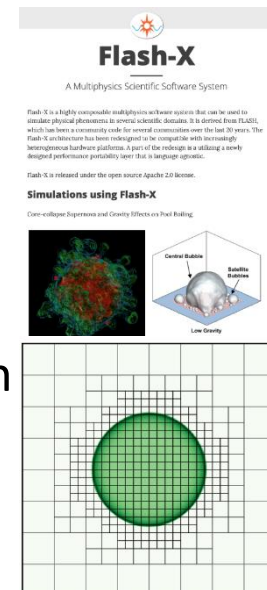 Flash-X
A Multiphysics Scientific Software System
Flash-X is a highly composable multiphysics software system that can be used to
simulate physical phenomena in several scientific domains. It is derived from FLASH,
which has been a community code for several communities over the last 20 years. The
Flash-X architecture has been redesigned to be compatible with increasingly
heterogeneous hardware platforms. A part of the redesign is a utilizing a newly
designed performance portability layer that is language agnostic.
Flash-X is released under the open source Apache 2.0 license.
Simulations using Flash-X
Core-collapse Supernova and Gravity Effects on Pool Boiling
Central Bubble
Satellite
Bubbles
Low Gravity
n